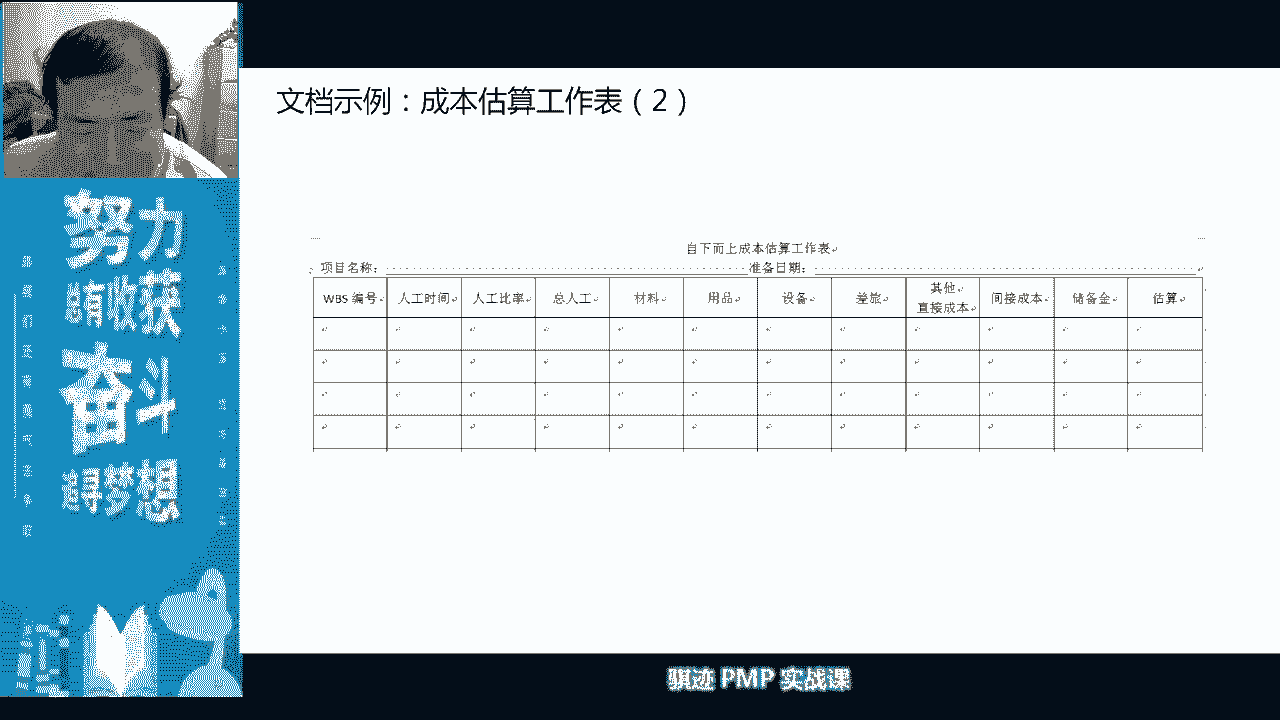 文档示例：成本估算工作表（2）
努力
有收获
奋斗
追寻梦想
自下而上成本估算工作表
项目名称： 准备日期：
WBS 编号 人工时间 人工比率 总人工 材料 用品 设备 差旅 其他直接成本 间接成本 储备金 估算
骐迹 PMP 实战课